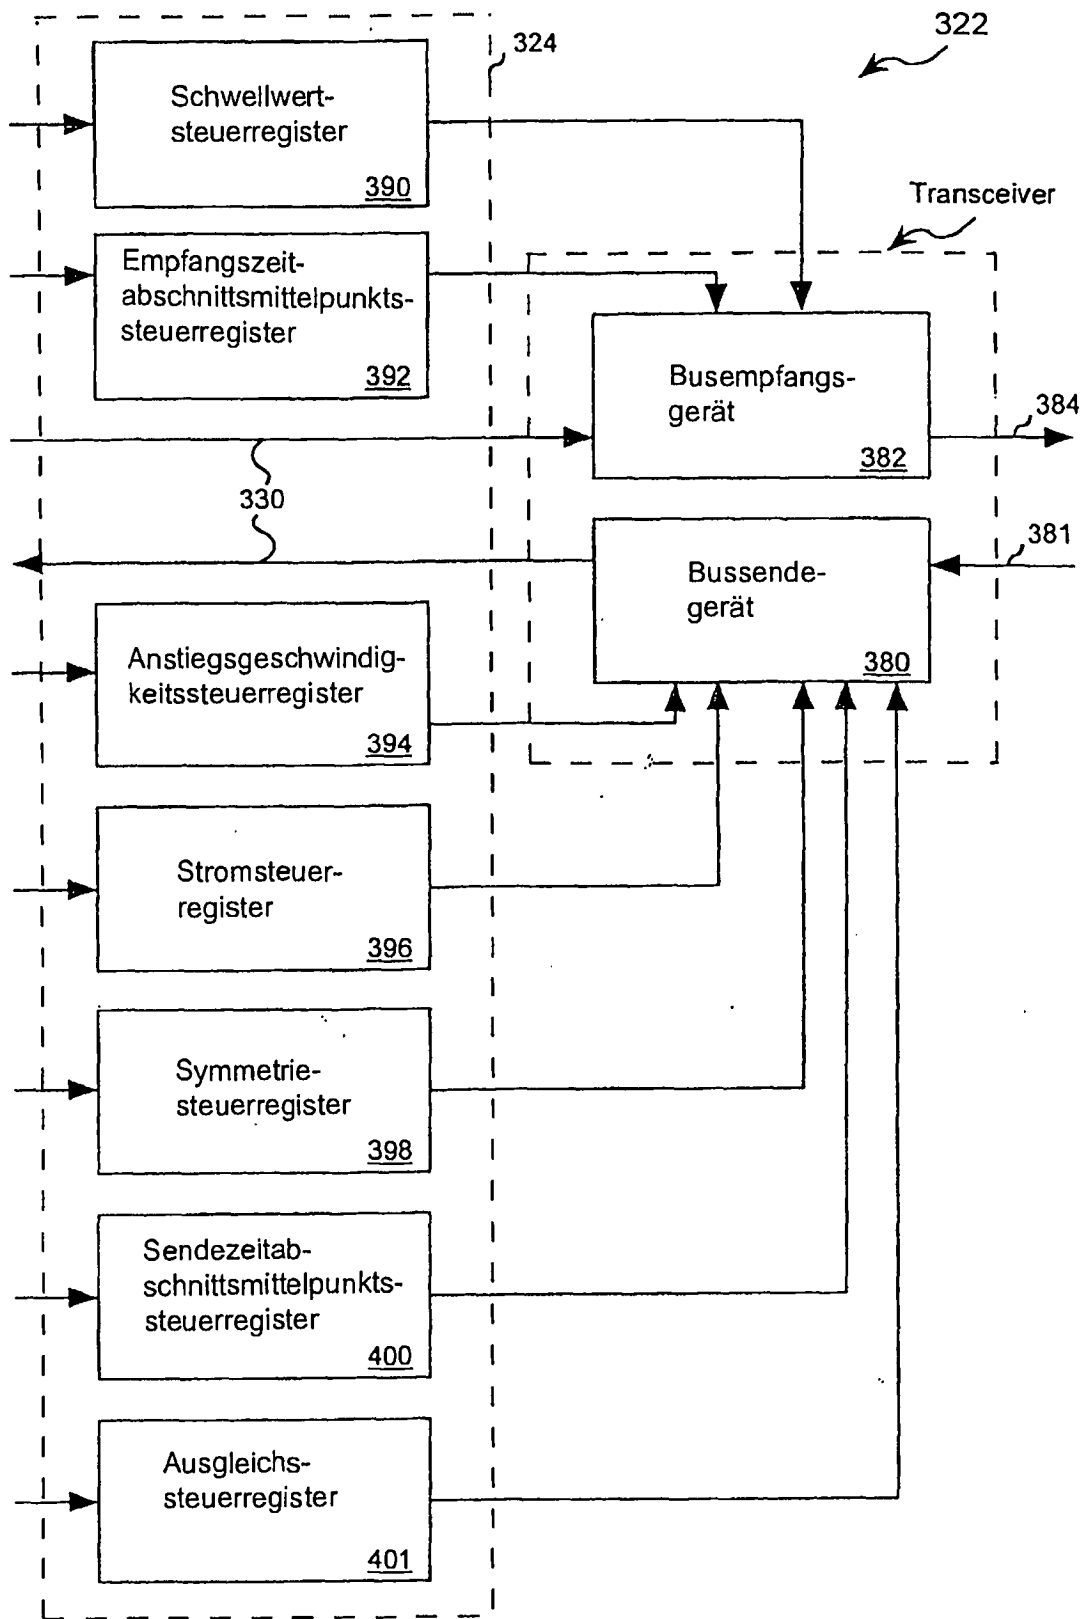 322
324
Schwellwert-
steuerregister
390
Transceiver
Empfangszeit-
abschnittsmittelpunkts-
steuerregister
392
Busempfangs-
gerät
382
384
330
381
Bussende-
gerät
380
Anstiegsgeschwindig-
keitssteuerregister
394
Stromsteuer-
register
396
Symmetrie-
steuerregister
398
Sendezeitab-
schnittsmittelpunkts-
steuerregister
400
Ausgleichs-
steuerregister
401